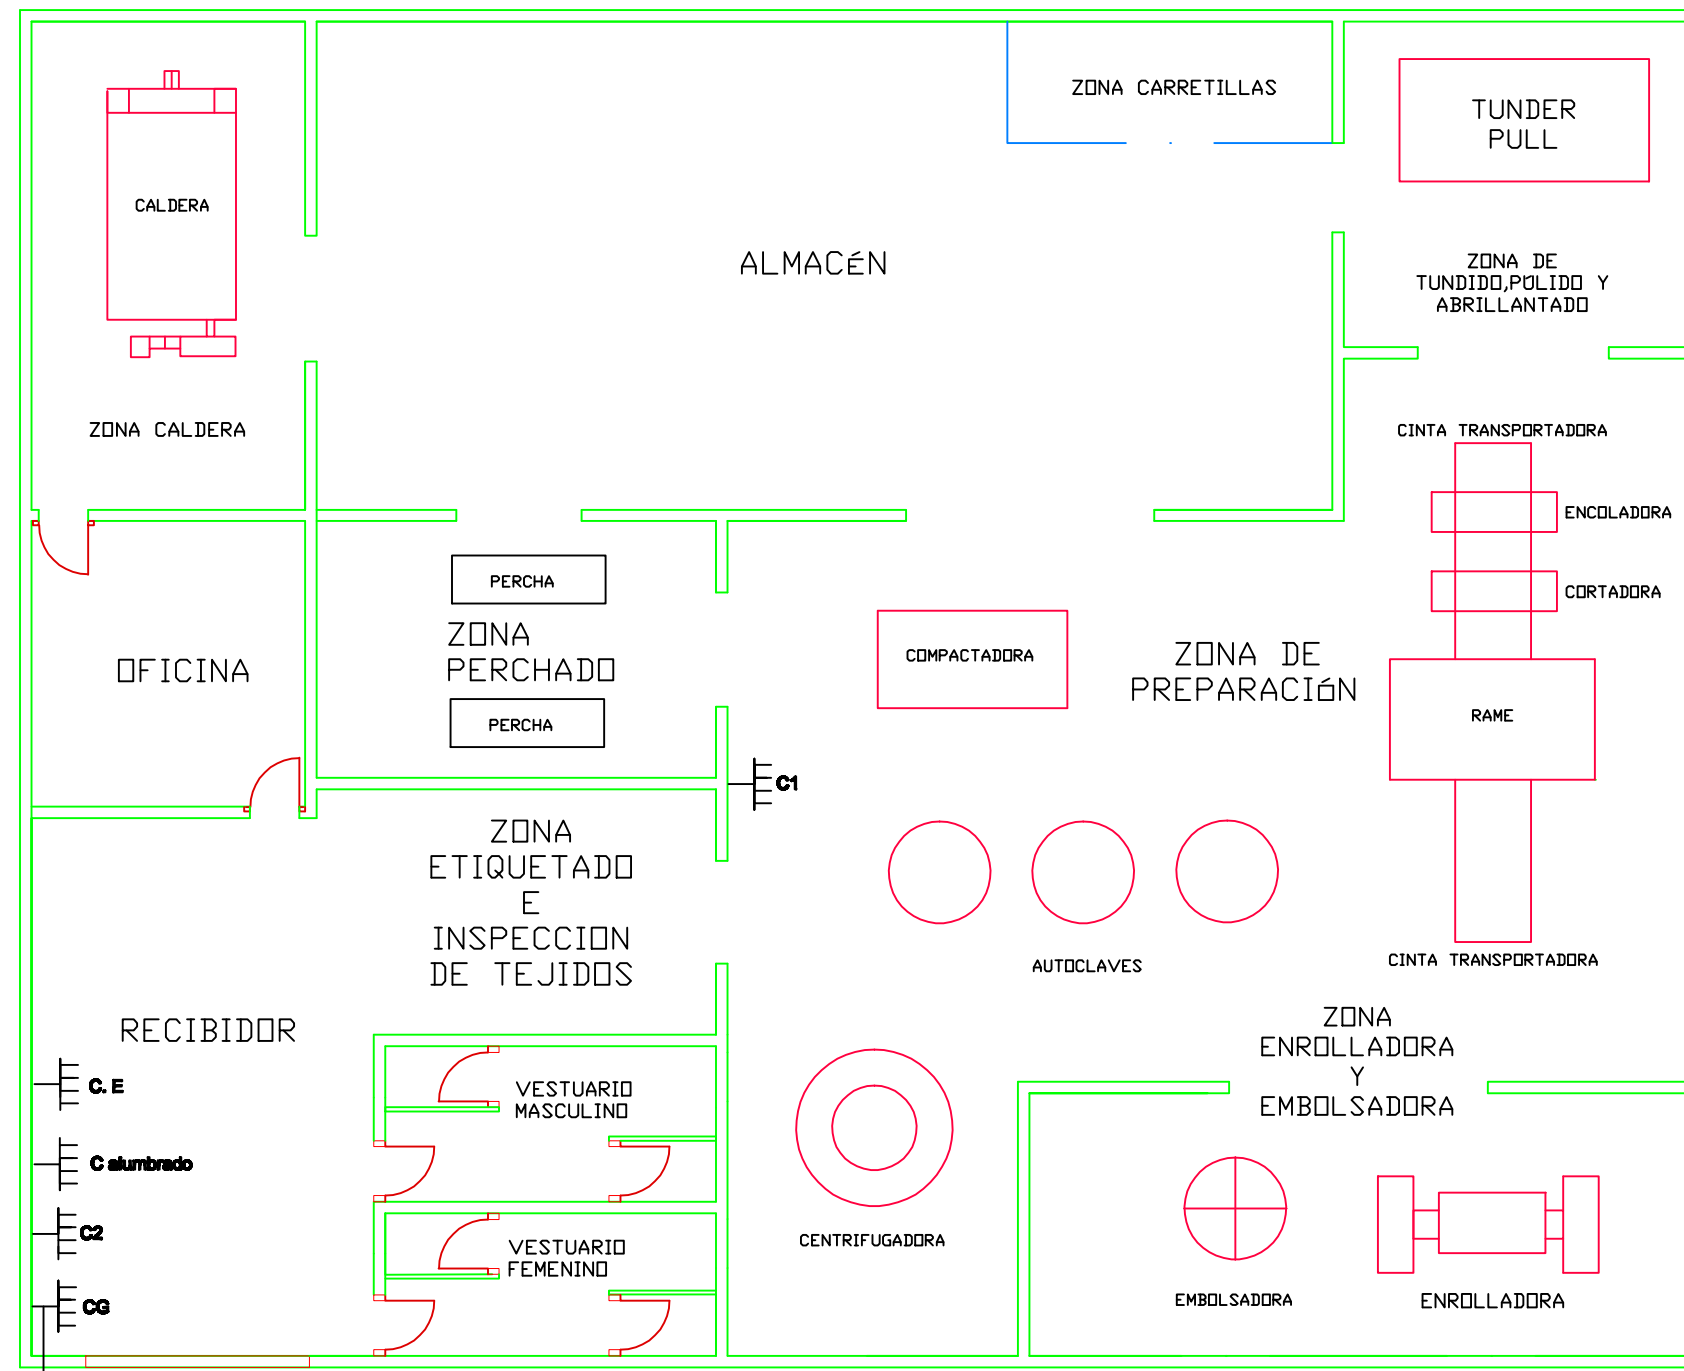 ZONA CARRETILLAS
TUNDER
PULL
CALDERA
ALMACéN
ZONA DE
TUNDIDO,PÚLIDO Y
ABRILLANTADO
ZONA CALDERA
CINTA TRANSPORTADORA
ENCOLADORA
CORTADORA
PERCHA
ZONA
PERCHADO
PERCHA
OFICINA
COMPACTADORA
ZONA DE
PREPARACIóN
RAME
C1
ZONA
ETIQUETADO
E
INSPECCION
DE TEJIDOS
AUTOCLAVES
CINTA TRANSPORTADORA
RECIBIDOR
ZONA
ENROLLADORA
Y
EMBOLSADORA
C. E
VESTUARIO
MASCULINO
C alumbrado
C2
VESTUARIO
FEMENINO
CENTRIFUGADORA
CG
EMBOLSADORA
ENROLLADORA